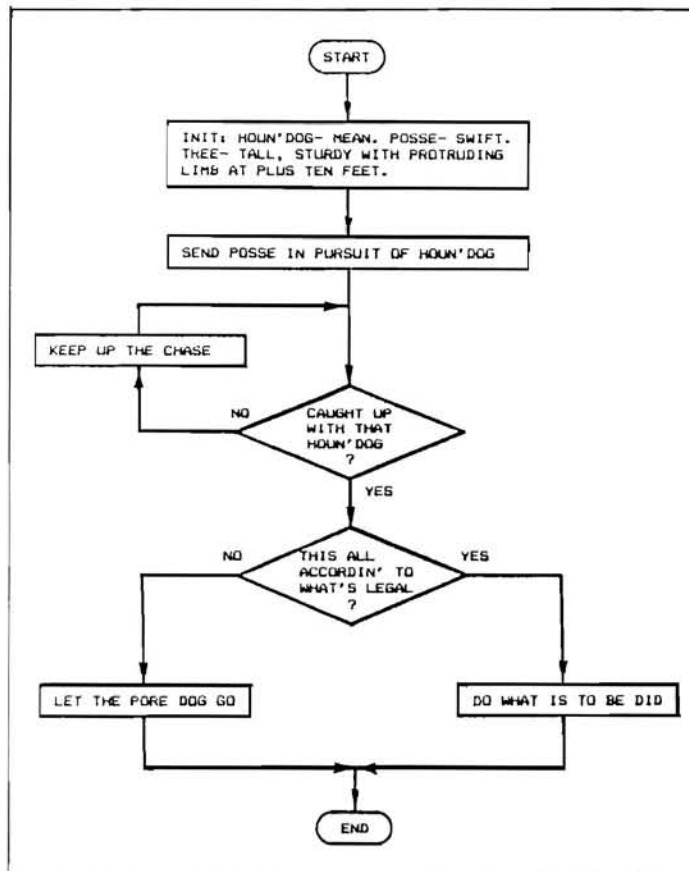 START
INIT: HOUN'DOG- MEAN. POSSE- SWIFT.
THEE- TALL, STURDY WITH PROTRUDING
LIMB AT PLUS TEN FEET.
SEND POSSE IN PURSUIT OF HOUN'DOG
KEEP UP THE CHASE
NO
CAUGHT UP
WITH THAT
HOUN'DOG
?
YES
NO
THIS ALL
ACCORDIN' TO
WHAT'S LEGAL
?
YES
LET THE PORE DOG GO
DO WHAT IS TO BE DID
END